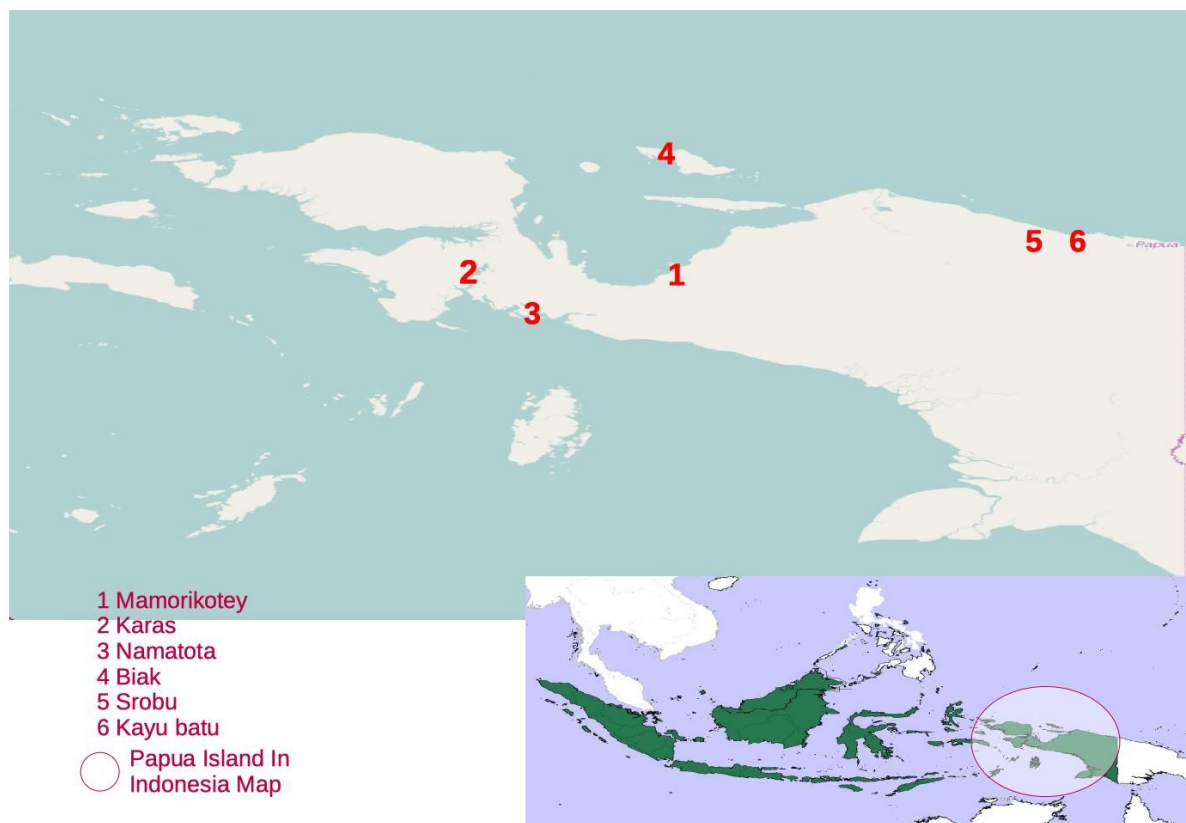 4
5 6
Papua
2
1
3
1 Mamorikotey
2 Karas
3 Namatota
4 Biak
5 Srobu
6 Kayu batu
Papua Island In
Indonesia Map